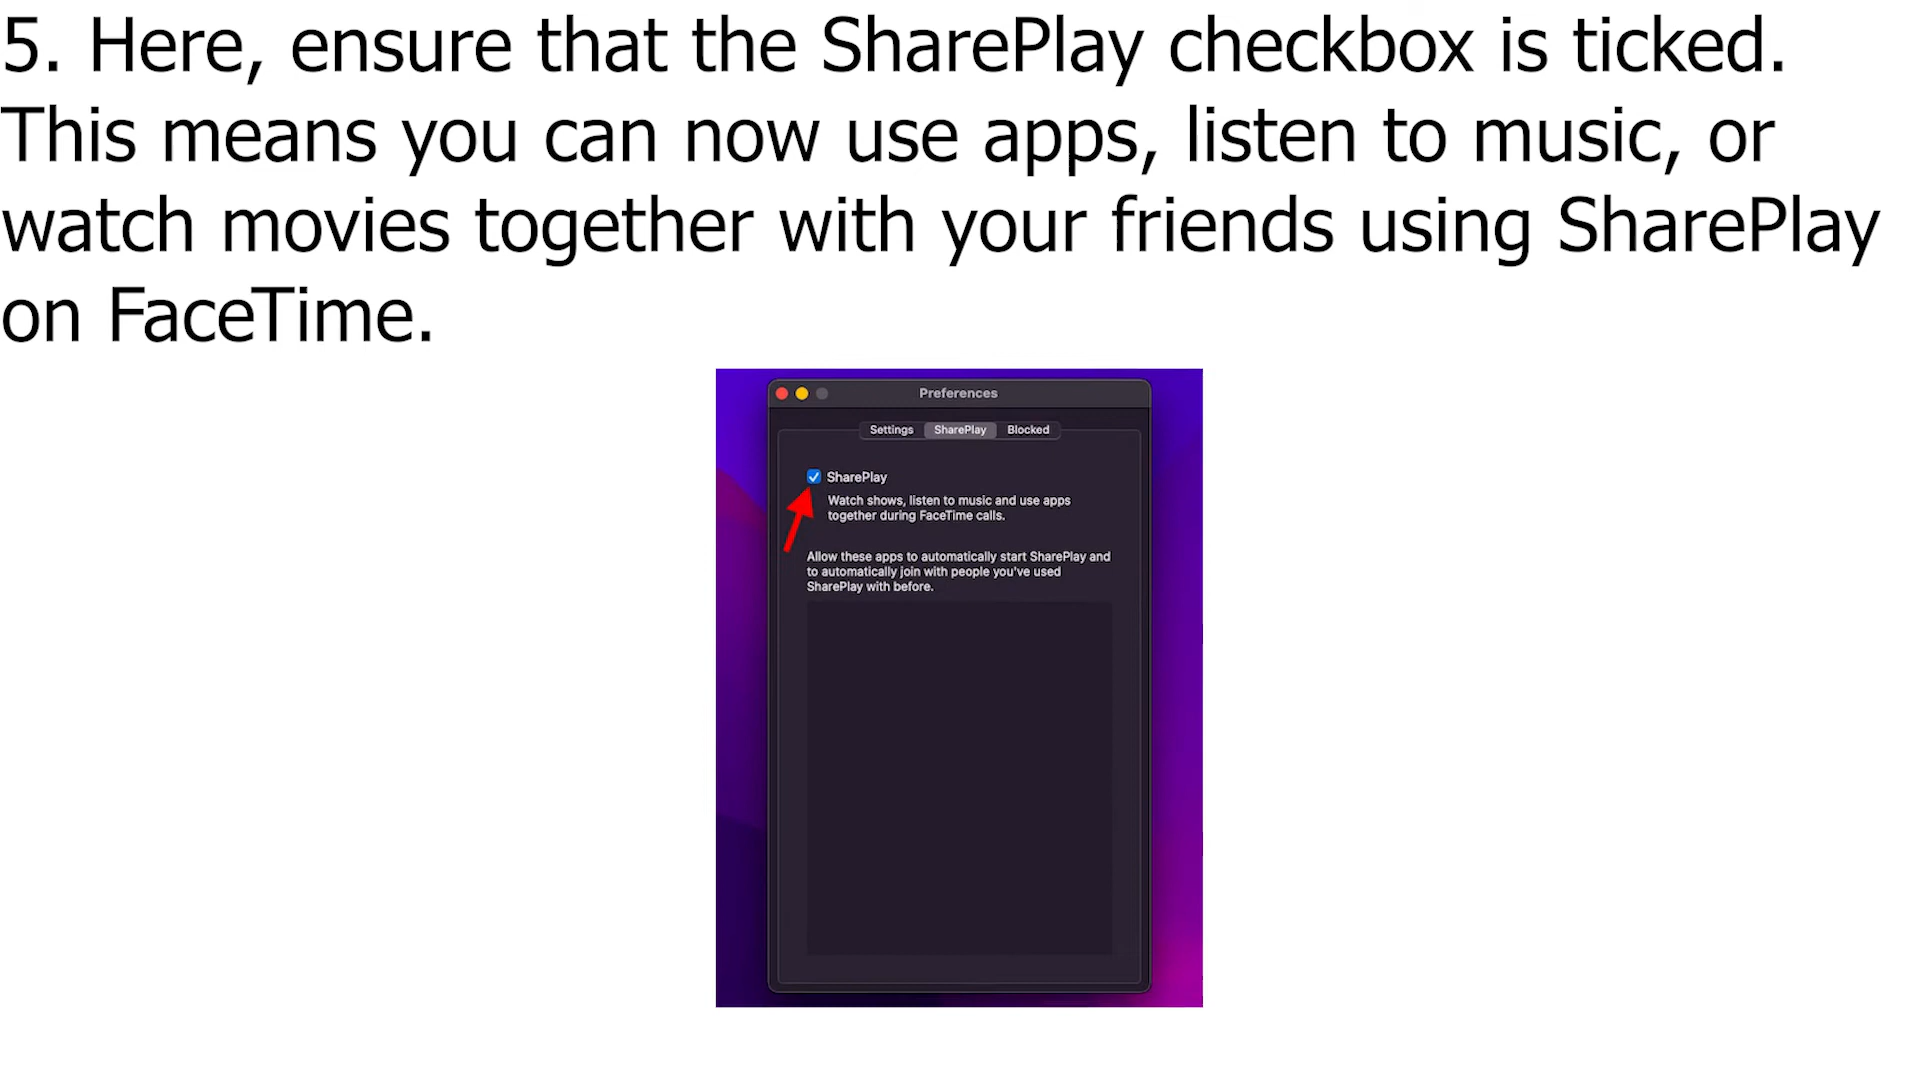 5. Here, ensure that the SharePlay checkbox is ticked.
This means you can now use apps, listen to music, or
watch movies together with your friends using SharePlay
on FaceTime.
Preferences
Settings SharePlay Blocked
SharePlay
Watch shows, listen to music and use apps
together during FaceTime calls.
Allow these apps to automatically start SharePlay and
to automatically join with people you've used
SharePlay with before.